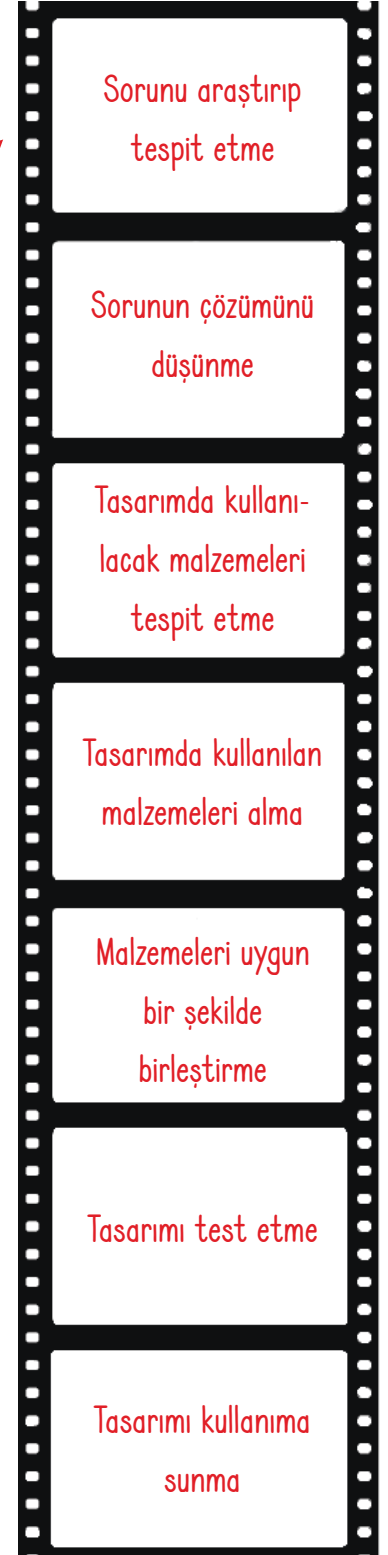 Sorunu araştırıp
tespit etme
Sorunun çözümünü
düşünme
Tasarımda kullanı-
lacak malzemeleri
tespit etme
Tasarımda kullanılan
malzemeleri alma
Malzemeleri uygun
bir şekilde
birleştirme
Tasarımı test etme
Tasarımı kullanıma
sunma